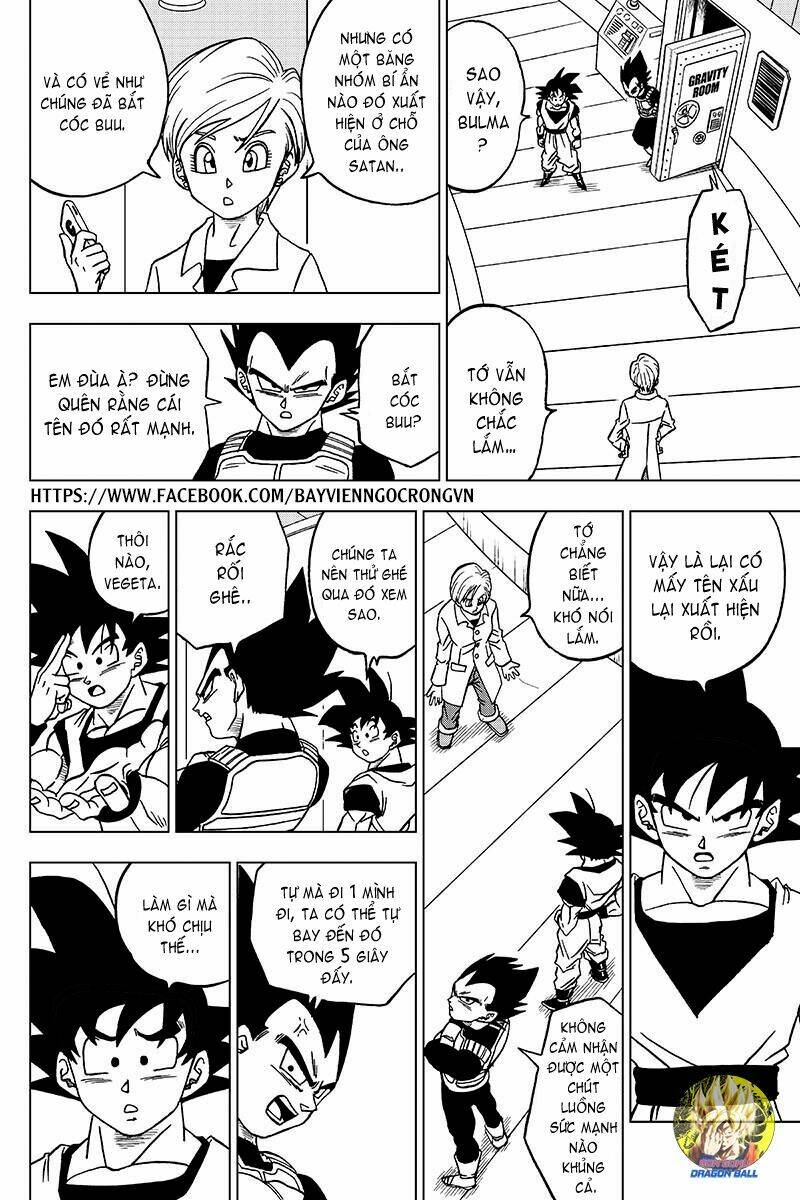 SAO
VẬY,
BULMA
?
GRAVITY
ROOM
KÉT
TỚ VẪN
KHÔNG
CHẮC
LẮM...
NHƯNG CÓ
MỘT BĂNG
NHÓM BÍ ẨN
NÀO ĐÓ XUẤT
HIỆN Ở CHỖ
CỦA ÔNG
SATAN..
VÀ CÓ VẺ NHƯ
CHÚNG ĐÃ BẮT
CÓC BUU.
BẮT
CÓC
BUU?
EM ĐÙA À? ĐỪNG
QUÊN RẰNG CÁI
TÊN ĐÓ RẤT MẠNH.
HTTPS://WWW.FACEBOOK.COM/BAYVIENNGOCRONGVN
VẬY LÀ LẠI CÓ
MẤY TÊN XẤU
LẠI XUẤT HIỆN
RỒI.
TỚ
CHẲNG
BIẾT
NỮA...
KHÓ NÓI
LẮM.
KHÔNG
CẢM NHẬN
ĐƯỢC MỘT
CHÚT
LUỒNG
SỨC MẠNH
NÀO
KHỦNG
CẢ.
CHÚNG TA
NÊN THỬ GHÉ
QUA ĐÓ XEM
SAO.
RẮC
RỐI
GHÊ..
THÔI
NÀO,
VEGETA.
TỰ MÀ ĐI 1 MÌNH
ĐI, TA CÓ THỂ TỰ
BAY ĐẾN ĐÓ
TRONG 5 GIÂY
ĐẤY.
LÀM GÌ MÀ
KHÓ CHỊU
THẾ...
DRAGON BALL